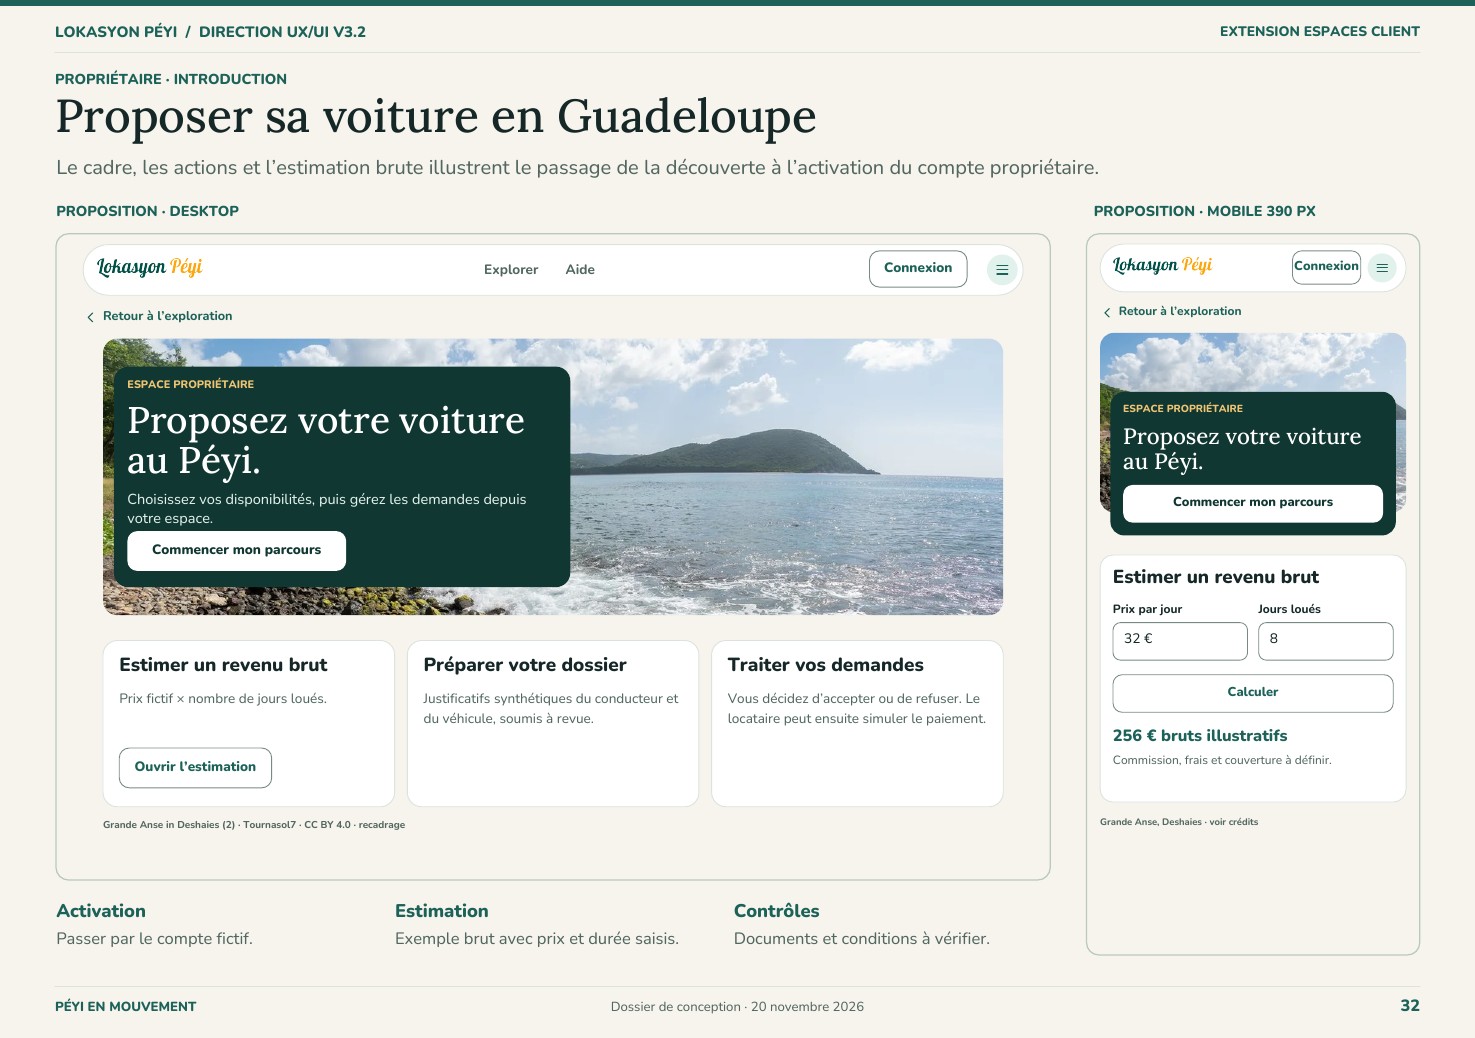 LOKASYON PÉYI / DIRECTION UX/UI V3.2
EXTENSION ESPACES CLIENT
PROPRIÉTAIRE · INTRODUCTION
Proposer sa voiture en Guadeloupe
Le cadre, les actions et l’estimation brute illustrent le passage de la découverte à l’activation du compte propriétaire.
PROPOSITION · DESKTOP
Lokasyon Péyi
Explorer
Aide
Connexion
Retour à l’exploration
ESPACE PROPRIÉTAIRE
Proposez votre voiture
au Péyi.
Choisissez vos disponibilités, puis gérez les demandes depuis
votre espace.
Commencer mon parcours
Estimer un revenu brut
Prix fictif × nombre de jours loués.
Ouvrir l’estimation
Préparer votre dossier
Justificatifs synthétiques du conducteur et
du véhicule, soumis à revue.
Traiter vos demandes
Vous décidez d’accepter ou de refuser. Le
locataire peut ensuite simuler le paiement.
Grande Anse in Deshaies (2) · Tournasol7 · CC BY 4.0 · recadrage
PROPOSITION · MOBILE 390 PX
Lokasyon Péyi
Connexion
Retour à l’exploration
ESPACE PROPRIÉTAIRE
Proposez votre voiture
au Péyi.
Commencer mon parcours
Estimer un revenu brut
Prix par jour
Jours loués
32 €
8
Calculer
256 € bruts illustratifs
Commission, frais et couverture à définir.
Grande Anse, Deshaies · voir crédits
Activation
Passer par le compte fictif.
Estimation
Exemple brut avec prix et durée saisis.
Contrôles
Documents et conditions à vérifier.
PÉYI EN MOUVEMENT
Dossier de conception · 20 novembre 2026
32